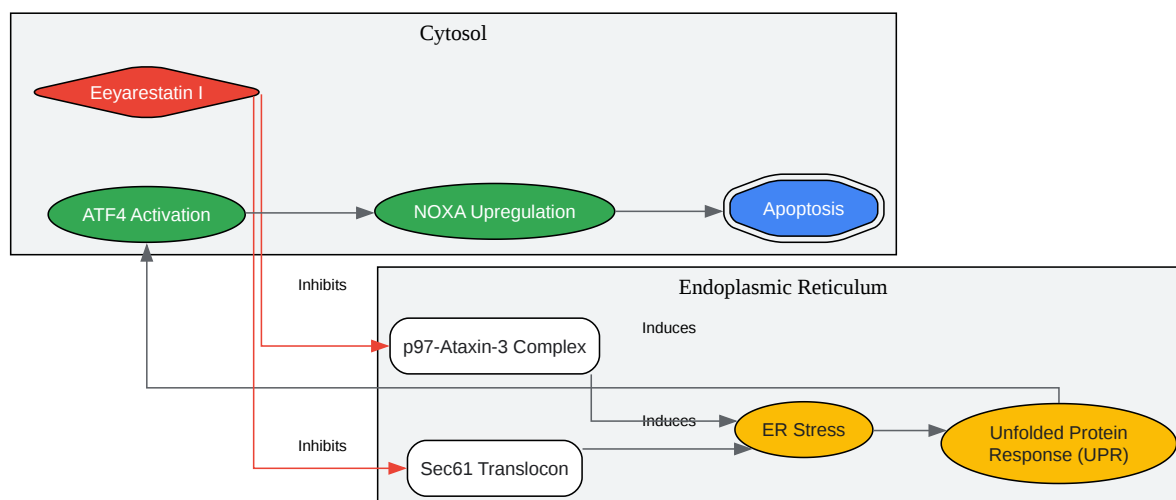 Cytosol
Eeyarestatin I
ATF4 Activation
NOXA Upregulation
Apoptosis
Inhibits
Endoplasmic Reticulum
Induces
p97-Ataxin-3 Complex
Induces
ER Stress
Unfolded Protein
Response (UPR)
Inhibits
Sec61 Translocon